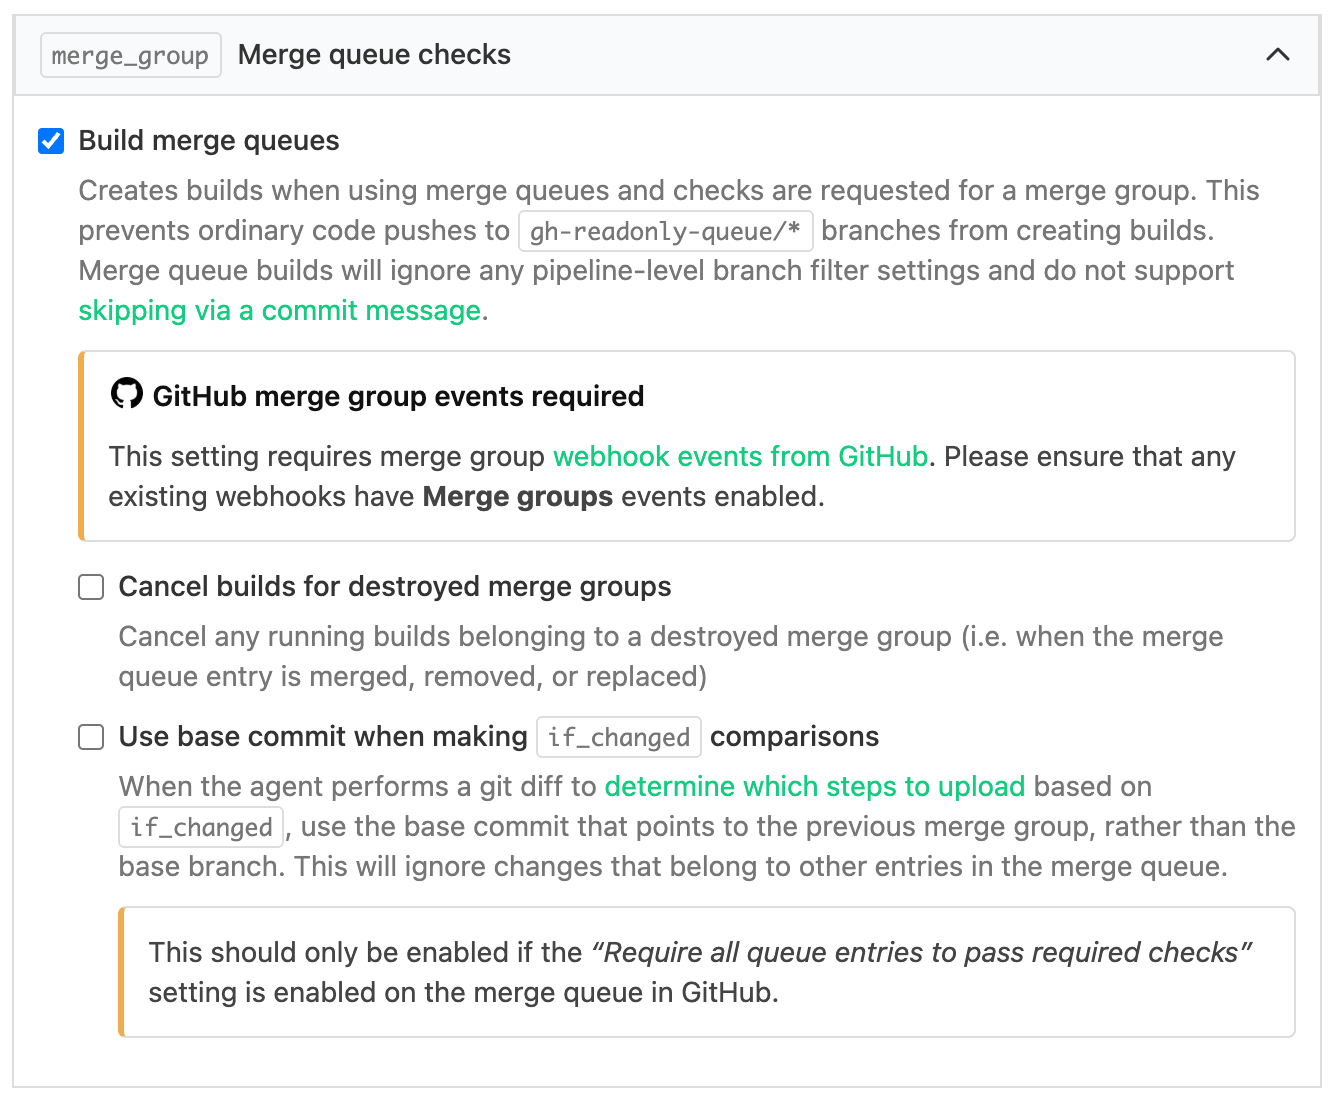 merge_group Merge queue checks
Build merge queues
Creates builds when using merge queues and checks are requested for a merge group. This
prevents ordinary code pushes to gh-readonly-queue/* branches from creating builds.
Merge queue builds will ignore any pipeline-level branch filter settings and do not support
skipping via a commit message.
GitHub merge group events required
This setting requires merge group webhook events from GitHub. Please ensure that any
existing webhooks have Merge groups events enabled.
Cancel builds for destroyed merge groups
Cancel any running builds belonging to a destroyed merge group (i.e. when the merge
queue entry is merged, removed, or replaced)
Use base commit when making if_changed comparisons
When the agent performs a git diff to determine which steps to upload based on
if_changed, use the base commit that points to the previous merge group, rather than the
base branch. This will ignore changes that belong to other entries in the merge queue.
This should only be enabled if the “Require all queue entries to pass required checks”
setting is enabled on the merge queue in GitHub.